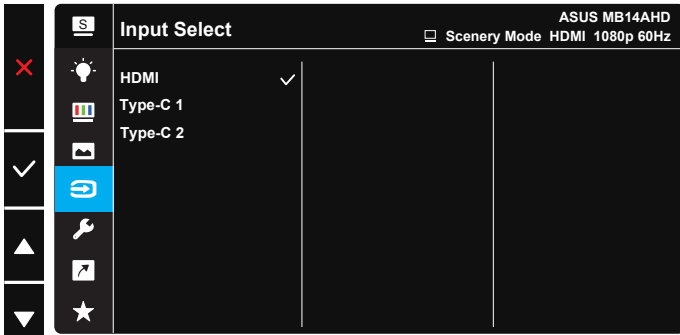 S
Input Select
ASUS MB14AHD
Scenery Mode HDMI 1080p 60Hz
HDMI
Type-C 1
Type-C 2